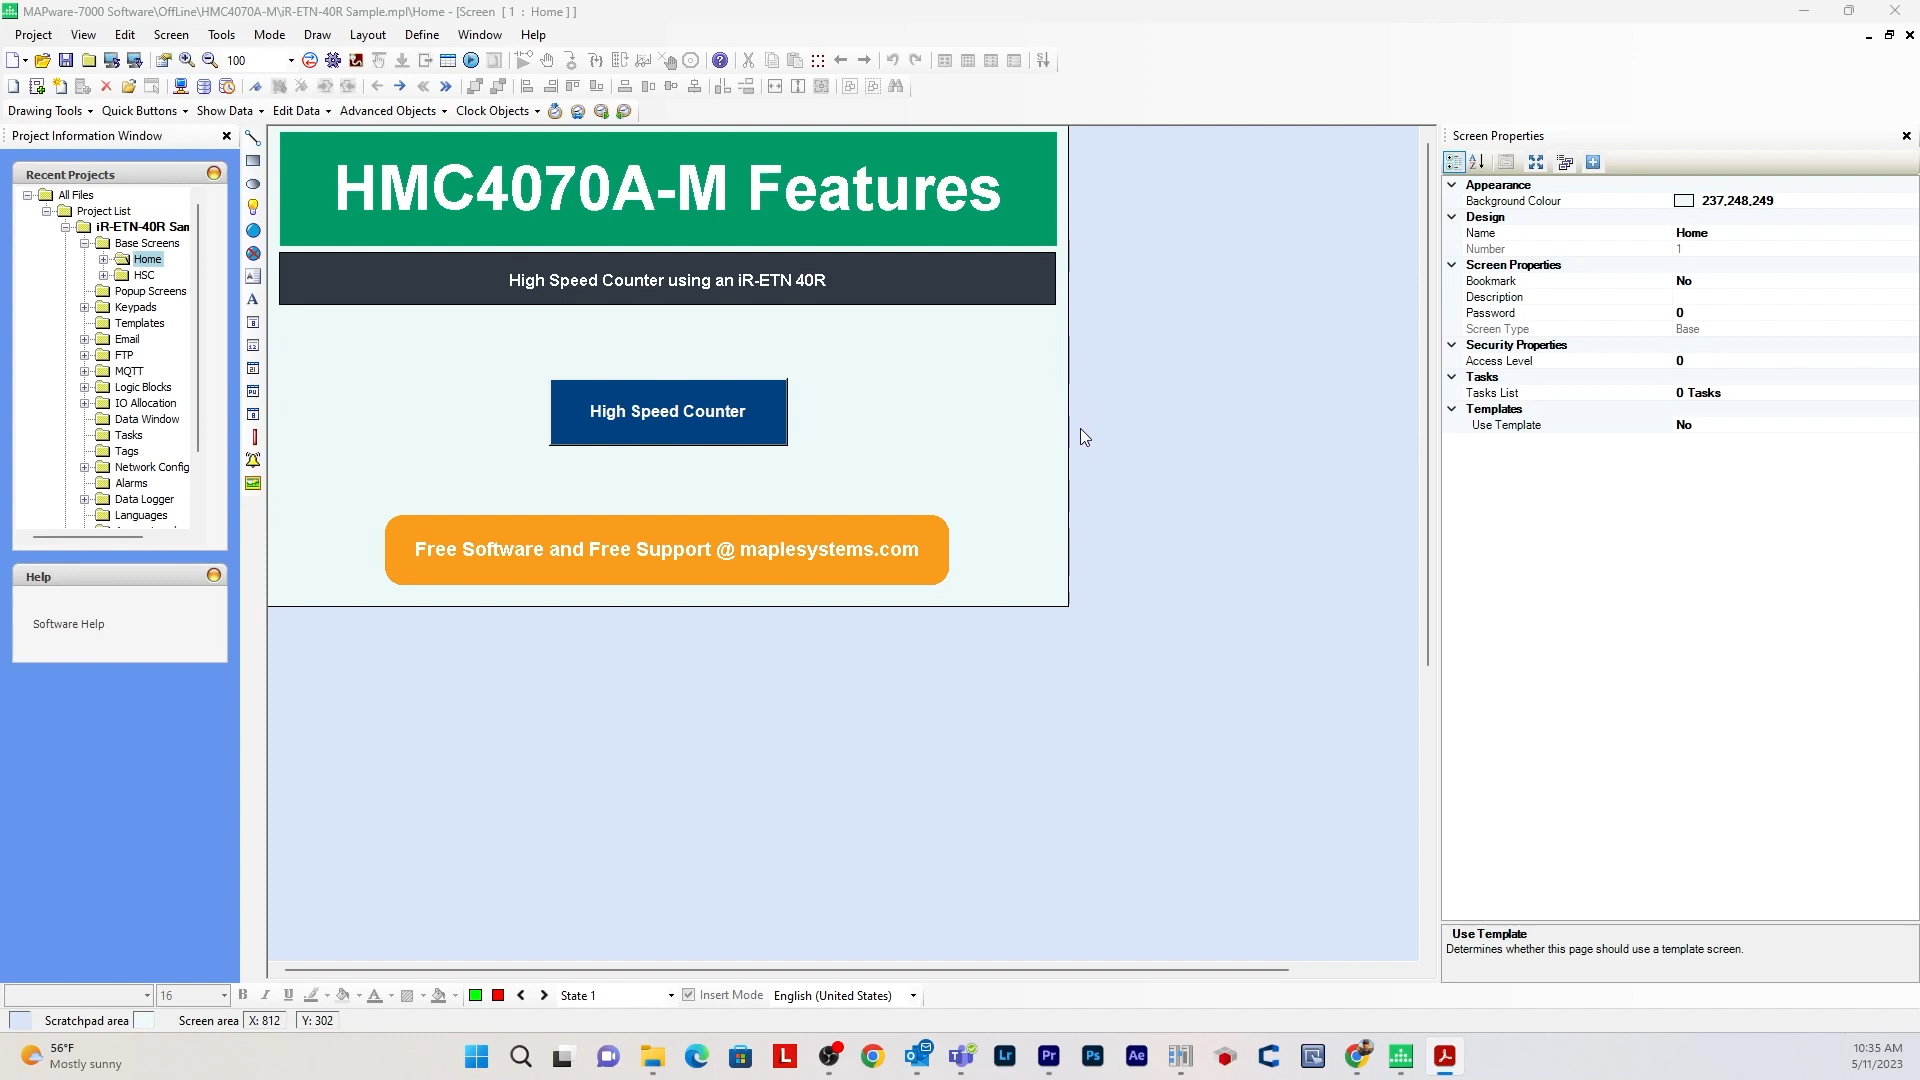 MAPware-7000 Software\OffLine\HMC4070A-M\iR-ETN-40R Sample.mpl\Home - [Screen [ 1 : Home ] ]
Project View Edit Screen Tools Mode Draw Layout Define Window Help
100
Drawing Tools Quick Buttons Show Data Edit Data Advanced Objects Clock Objects
Project Information Window
Recent Projects
All Files
Project List
iR-ETN-40R San
Base Screens
Home
HSC
Popup Screens
Keypads
Templates
Email
FTP
MQTT
Logic Blocks
IO Allocation
Data Window
Tasks
Tags
Network Config
Alarms
Data Logger
Languages
Help
Software Help
HMC4070A-M Features
High Speed Counter using an iR-ETN 40R
High Speed Counter
Free Software and Free Support @ maplesystems.com
Screen Properties
Appearance
Background Colour 237,248,249
Design
Name Home
Number 1
Screen Properties
Bookmark No
Description
Password 0
Screen Type Base
Security Properties
Access Level 0
Tasks
Tasks List 0 Tasks
Templates
Use Template No
Use Template
Determines whether this page should use a template screen.
16 B I U State 1 Insert Mode English (United States)
Scratchpad area Screen area X: 812 Y: 302
56°F
Mostly sunny
L Lr Pr Ps Ae
10:35 AM
5/11/2023